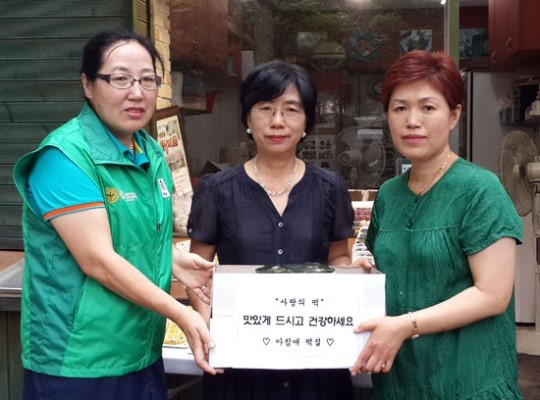 "사랑의 떡"
맛있게 드시고 건강하세요
♡ 아침애 떡집 ♡